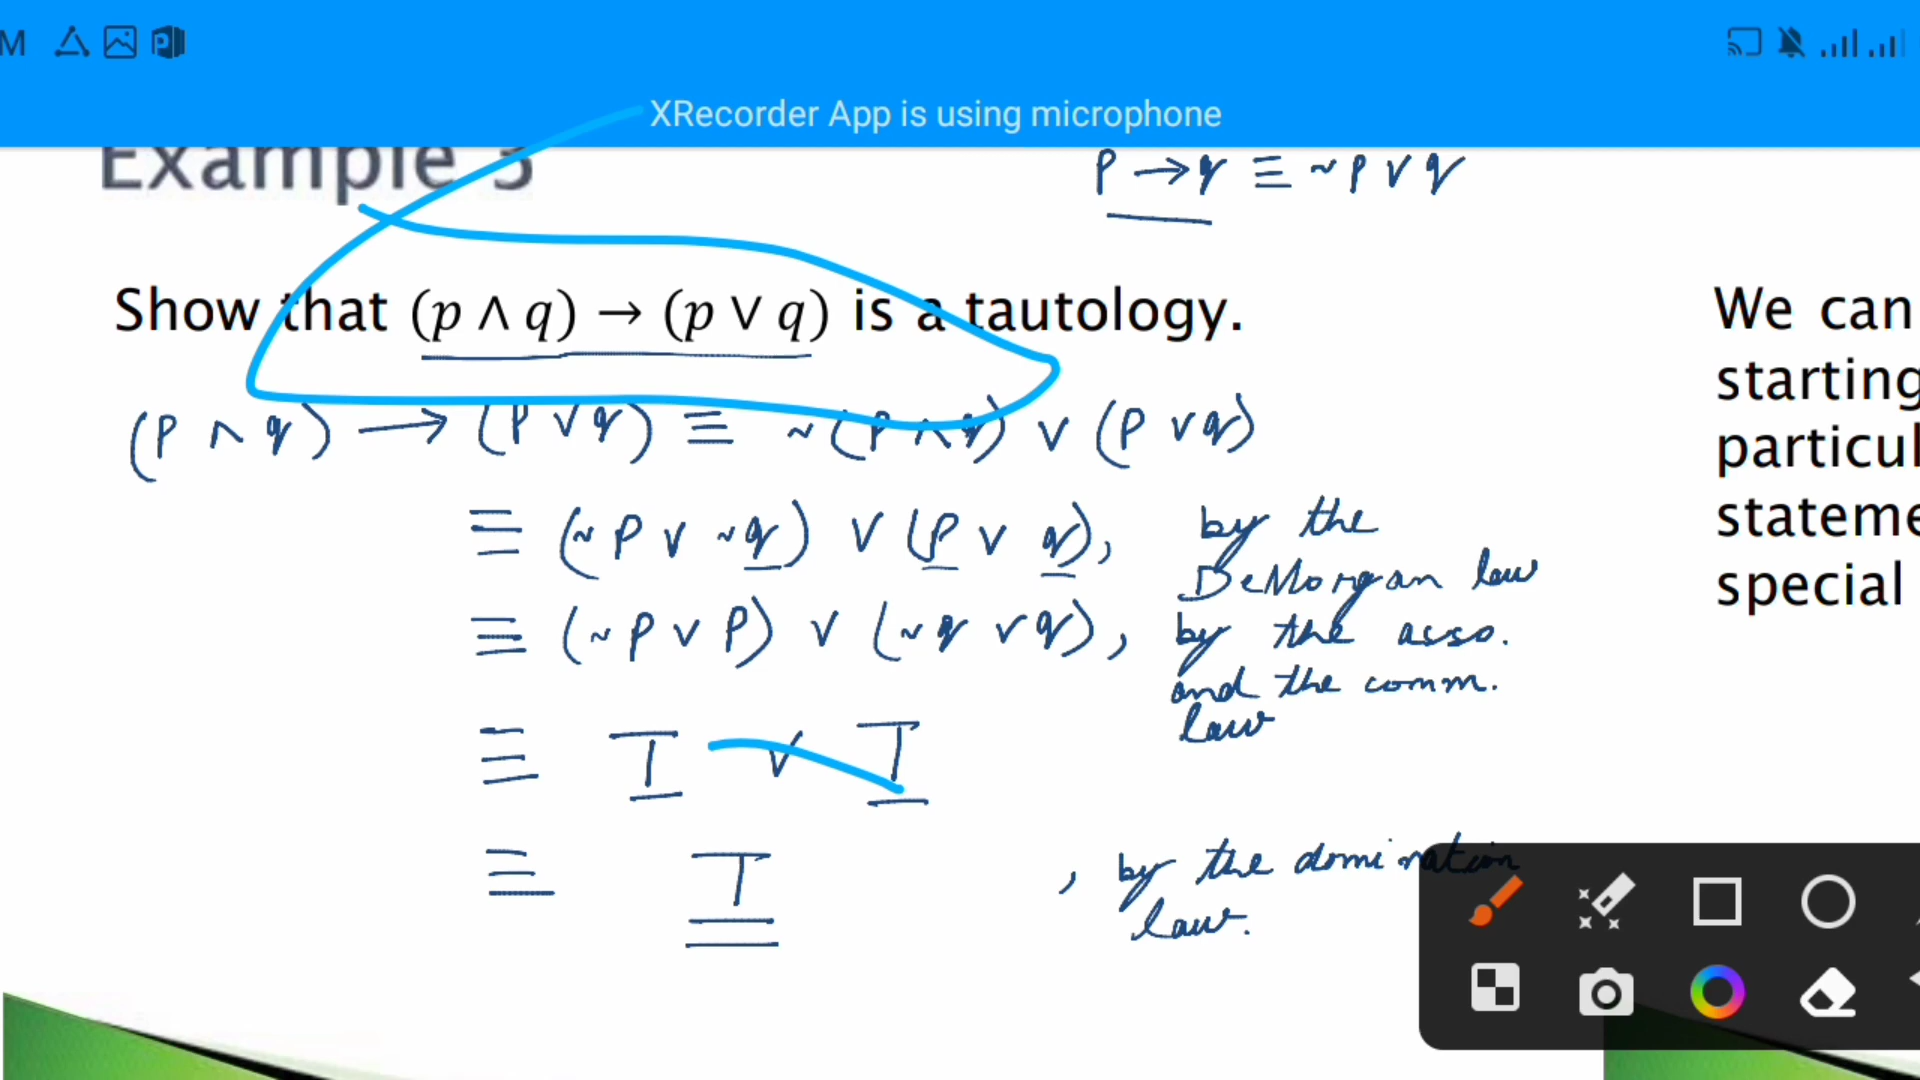 M
XRecorder App is using microphone
Example 3
p → q ≡ ~ p ∨ q
Show that (p ∧ q) → (p ∨ q) is a tautology.
(p ∧ q) → (p ∨ q) ≡ ~(p ∧ q) ∨ (p ∨ q)
≡ (~ p ∨ ~q) ∨ (p ∨ q), by the
DeMorgan law
≡ (~ p ∨ p) ∨ (~ q ∨ q), by the asso.
and the comm.
law
≡ T ∨ T
≡ T , by the domination
law.
We can
starting
particul
stateme
special